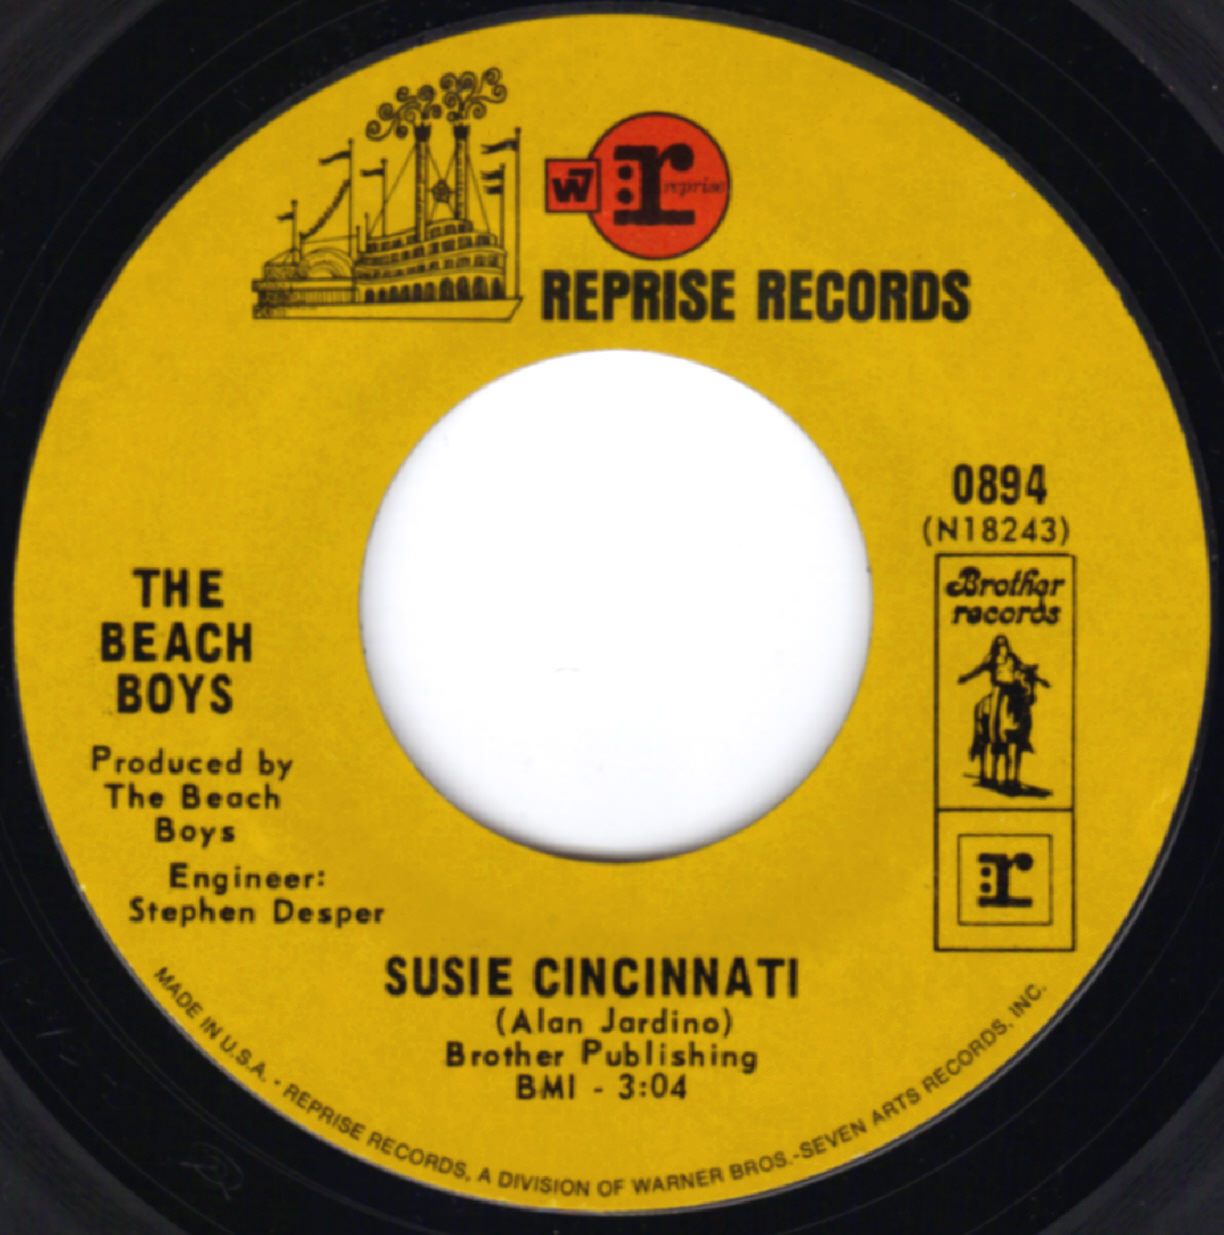 W7
:r reprise
REPRISE RECORDS
0894
(N18243)
Brother
records
:r
THE
BEACH
BOYS
Produced by
The Beach
Boys
Engineer:
Stephen Desper
SUSIE CINCINNATI
(Alan Jardino)
Brother Publishing
BMI - 3:04
MADE IN U.S.A. · REPRISE RECORDS, A DIVISION OF WARNER BROS.-SEVEN ARTS RECORDS, INC.